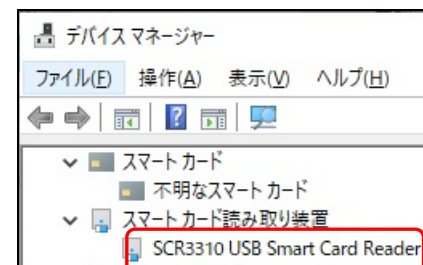 デバイス マネージャー
ファイル(F) 操作(A) 表示(V) ヘルプ(H)
スマート カード
不明なスマート カード
スマート カード読み取り装置
SCR3310 USB Smart Card Reader